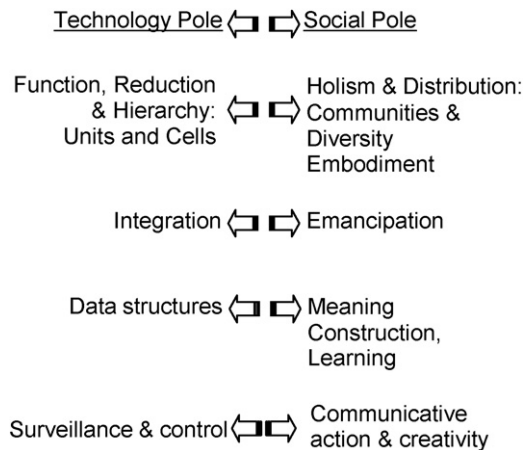 Technology Pole Social Pole
Function, Reduction
& Hierarchy:
Units and Cells
Holism & Distribution:
Communities &
Diversity
Embodiment
Integration Emancipation
Data structures
Meaning
Construction,
Learning
Surveillance & control
Communicative
action & creativity